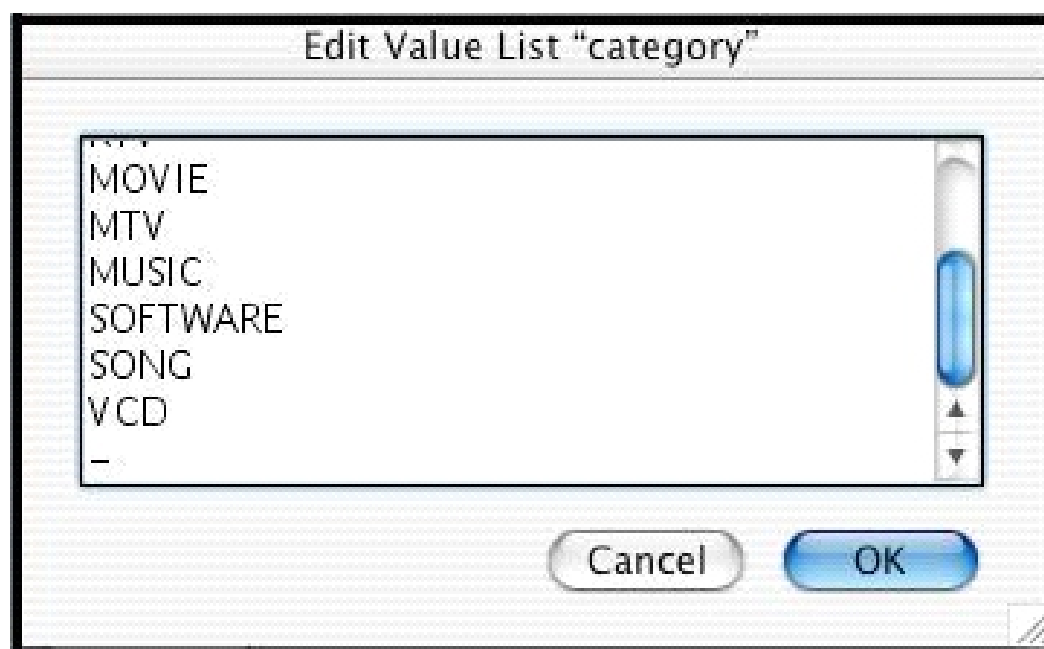 Edit Value List “category”
MOVIE
MTV
MUSIC
SOFTWARE
SONG
VCD
–
Cancel
OK